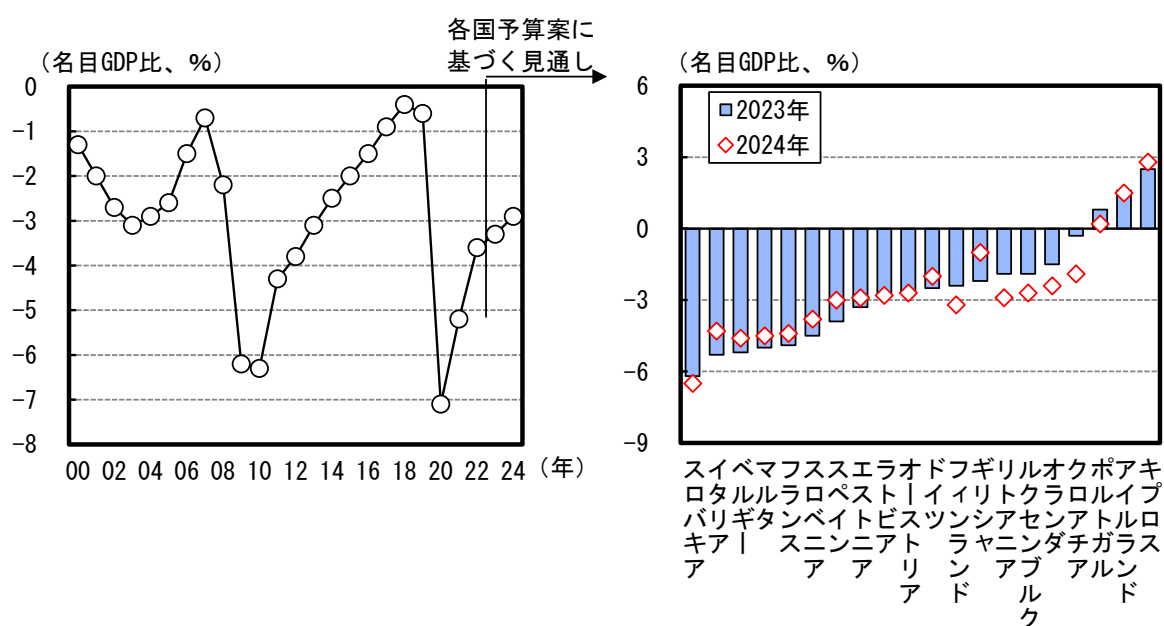 各国予算案に
基づく見通し
(名目GDP比、%)
0
-1
-2
-3
-4
-5
-6
-7
-8
00 02 04 06 08 10 12 14 16 18 20 22 24 (年)
(名目GDP比、%)
6
3
0
-3
-6
-9
2023年
2024年
スロバキア
イタリア
ベルギー
マルタ
フランス
スロベニア
スペイン
エストニア
ラトビア
オーストリア
ドイツ
フィンランド
ギリシャ
リトアニア
ルクセンブルク
オランダ
クロアチア
ポルトガル
アイルランド
キプロス